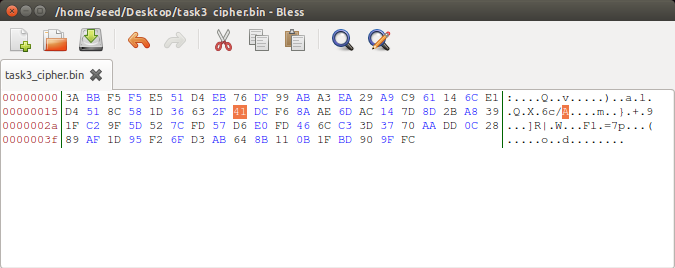 /home/seed/Desktop/task3_cipher.bin - Bless
task3_cipher.bin
00000000 3A BB F5 F5 E5 51 D4 EB 76 DF 99 AB A3 EA 29 A9 C9 61 14 6C E1 :....Q..v.....)..a.l.
00000015 D4 51 8C 58 1D 36 63 2F 41 DC F6 8A AE 6D AC 14 7D 8D 2B A8 39 .Q.X.6c/A....m..}.+.9
0000002a 1F C2 9F 5D 52 7C FD 57 D6 E0 FD 46 6C C3 3D 37 70 AA DD 0C 28 ...]R|.W...Fl.=7p...(
0000003f 89 AF 1D 95 F2 6F D3 AB 64 8B 11 0B 1F BD 90 9F FC .....o..d........